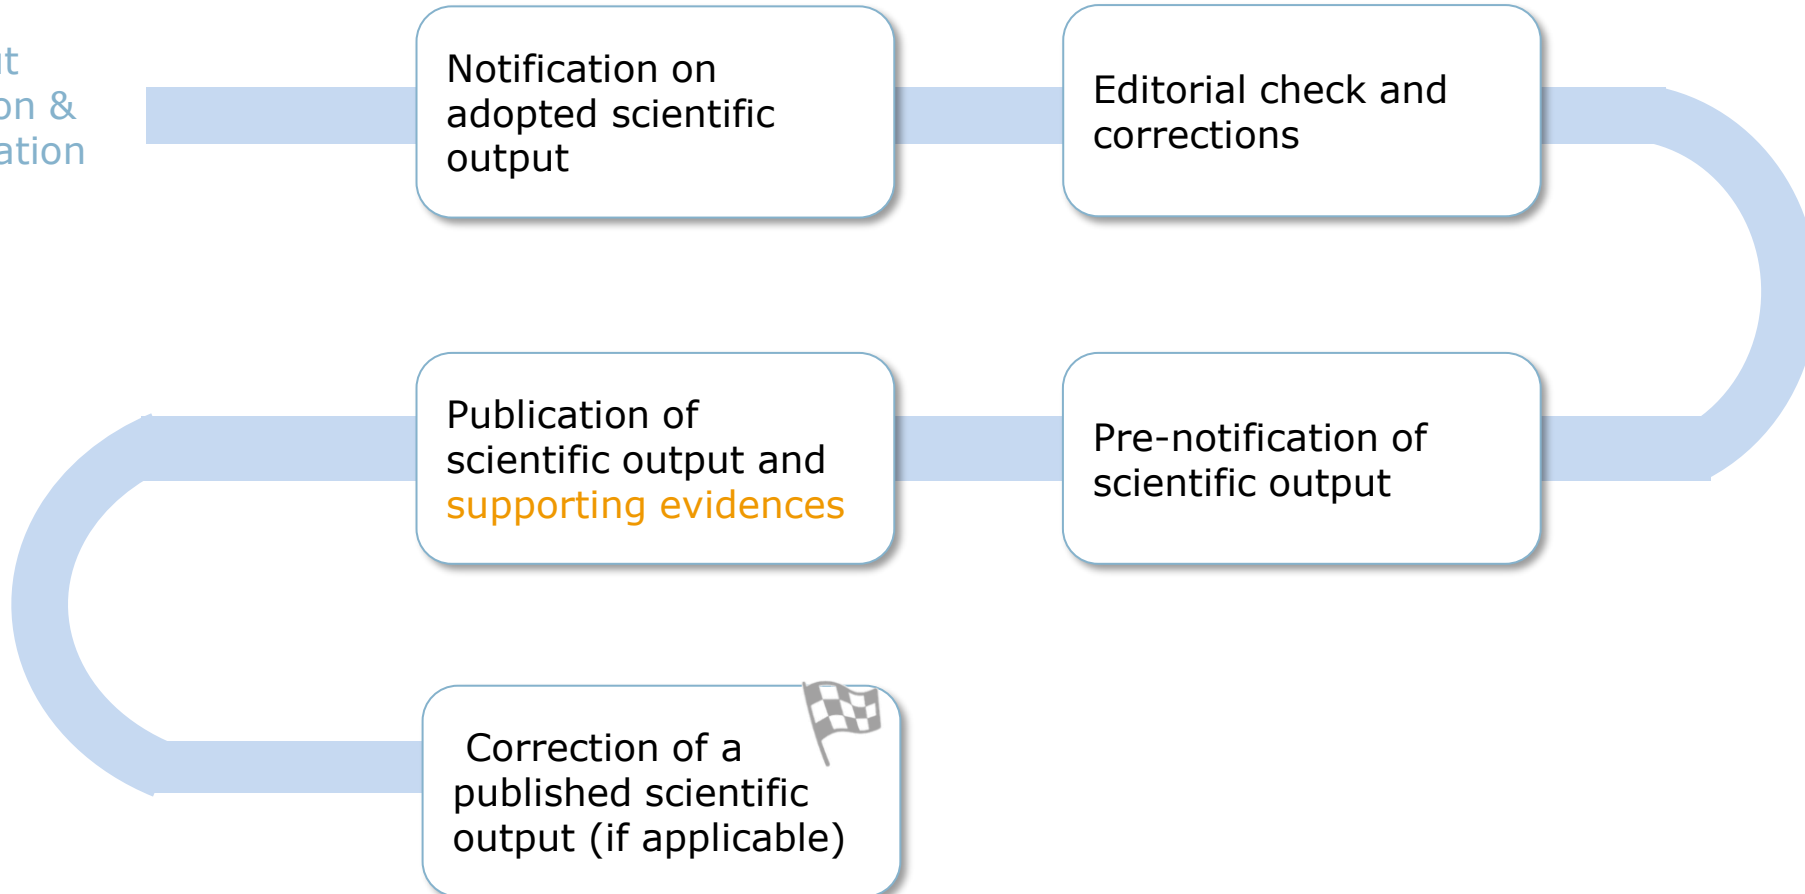 Notification on
adopted scientific
output
Editorial check and
corrections
Publication of
scientific output and
supporting evidences
Pre-notification of
scientific output
Correction of a
published scientific
output (if applicable)
&